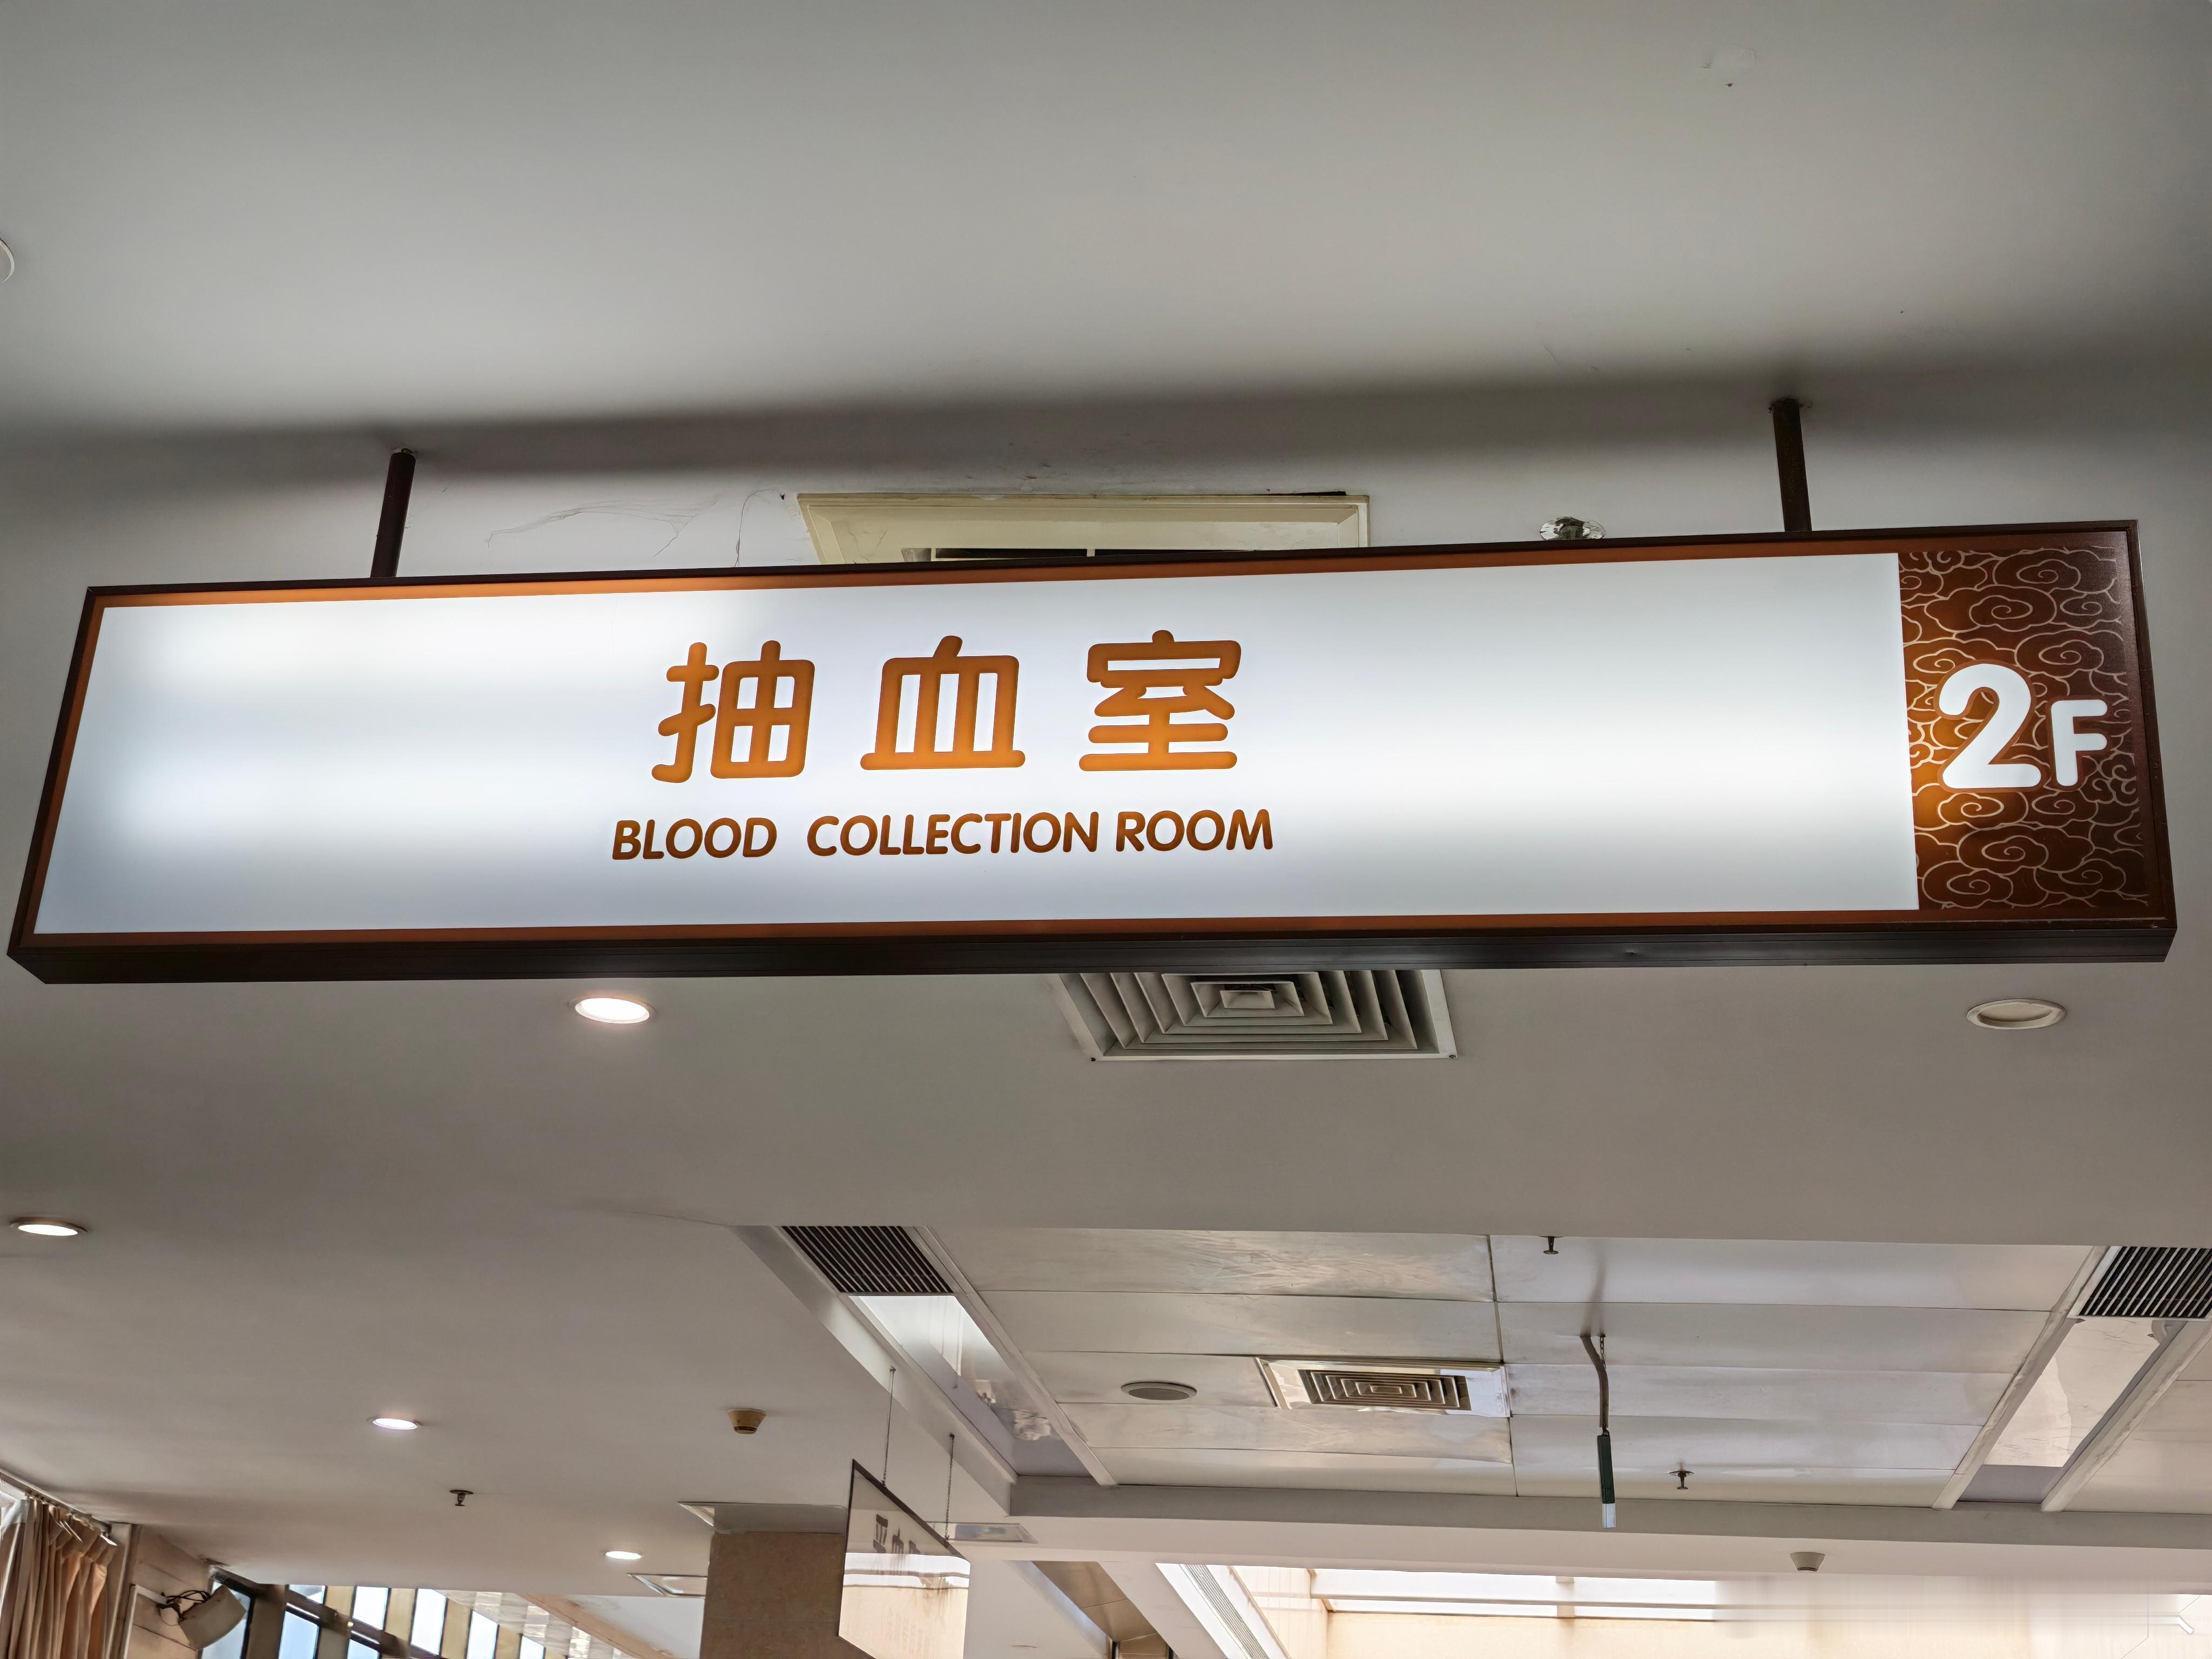 抽血室
BLOOD COLLECTION ROOM
2F